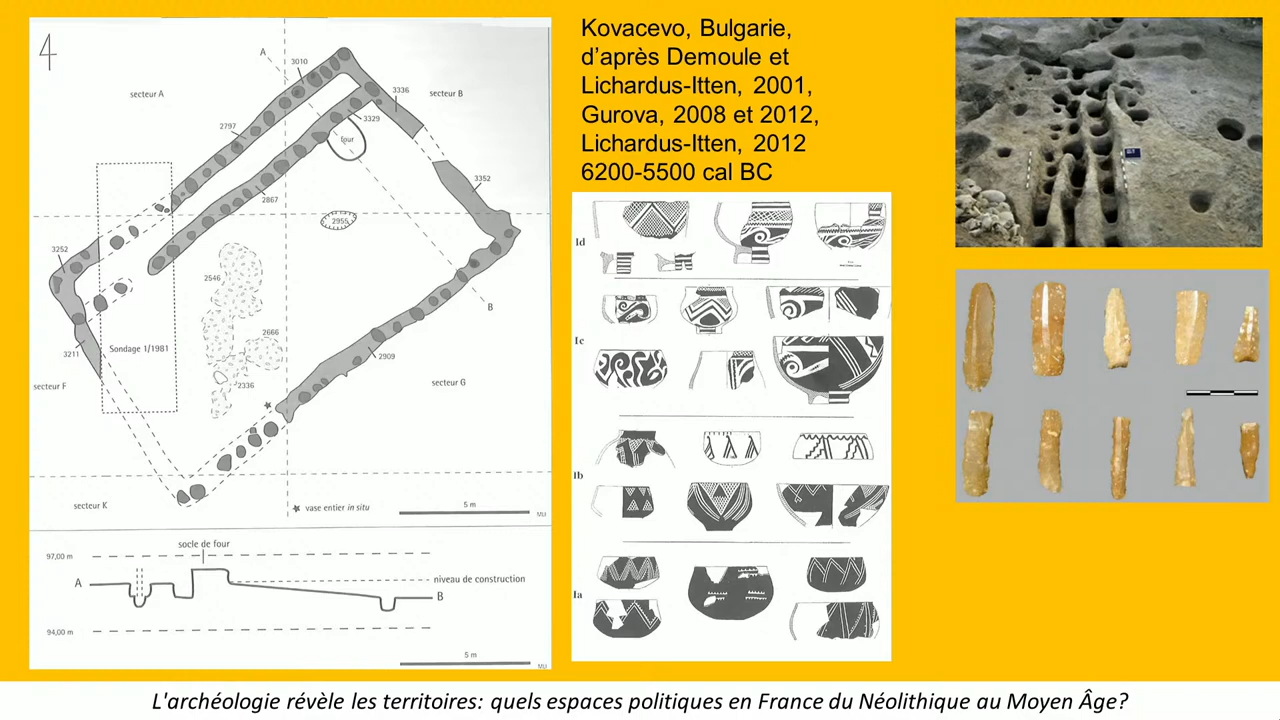 4
A
3010
secteur A
3336
secteur B
3329
2797
four
3352
2867
2955
3252
2546
B
2666
Sondage 1/1981
3211
2909
secteur F
2336
secteur G
secteur K
vase entier in situ
5 m
MU
socle de four
97,00 m
A
niveau de construction
B
94,00 m
5 m
MU
Kovacevo, Bulgarie,
d’après Demoule et
Lichardus-Itten, 2001,
Gurova, 2008 et 2012,
Lichardus-Itten, 2012
6200-5500 cal BC
Id
Ic
Ib
Ia
L'archéologie révèle les territoires: quels espaces politiques en France du Néolithique au Moyen Âge?